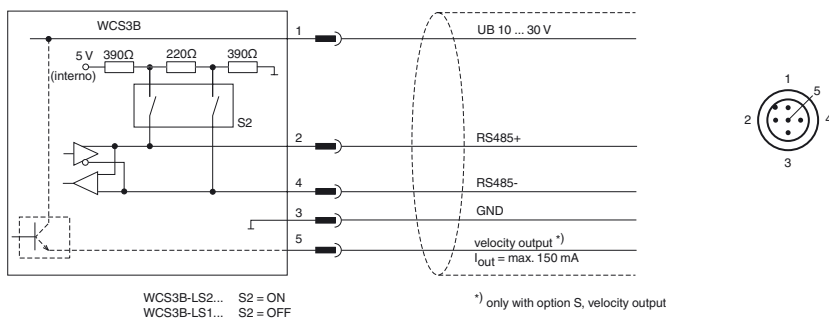 WCS3B
1
UB 10 ... 30 V
5 V
390Ω
220Ω
390Ω
(interno)
S2
2
RS485+
4
RS485-
3
GND
5
velocity output *)
Iout = max. 150 mA
WCS3B-LS2... S2 = ON
WCS3B-LS1... S2 = OFF
*) only with option S, velocity output
1
5
2
4
3